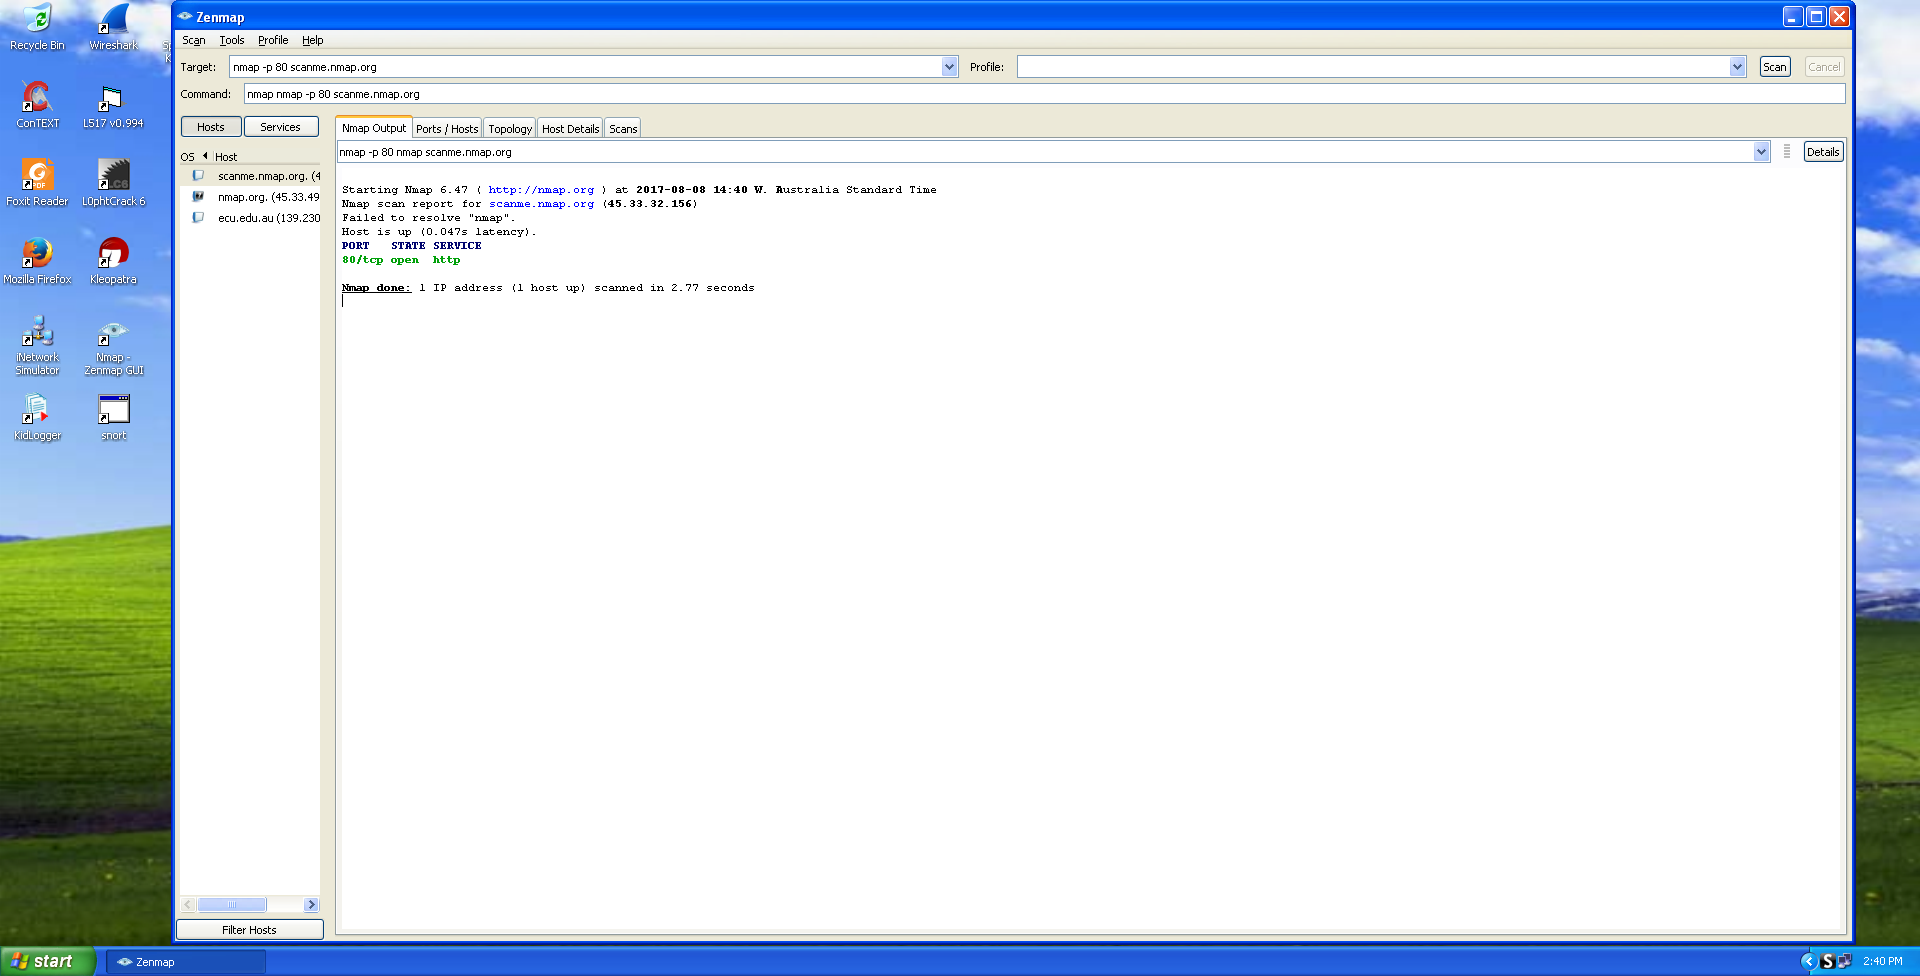 Recycle Bin
Wireshark
ConTEXT
L517 v0.994
Foxit Reader
L0phtCrack 6
Mozilla Firefox
Kleopatra
iNetwork
Simulator
Nmap -
Zenmap GUI
KidLogger
snort
Zenmap
Scan Tools Profile Help
Target: nmap -p 80 scanme.nmap.org Profile: Scan Cancel
Command: nmap nmap -p 80 scanme.nmap.org
Hosts Services
OS Host
scanme.nmap.org. (4
nmap.org. (45.33.49
ecu.edu.au (139.230
Filter Hosts
Nmap Output Ports / Hosts Topology Host Details Scans
nmap -p 80 nmap scanme.nmap.org Details
Starting Nmap 6.47 ( http://nmap.org ) at 2017-08-08 14:40 W. Australia Standard Time
Nmap scan report for scanme.nmap.org (45.33.32.156)
Failed to resolve "nmap".
Host is up (0.047s latency).
PORT STATE SERVICE
80/tcp open http
Nmap done: 1 IP address (1 host up) scanned in 2.77 seconds
start Zenmap 2:40 PM